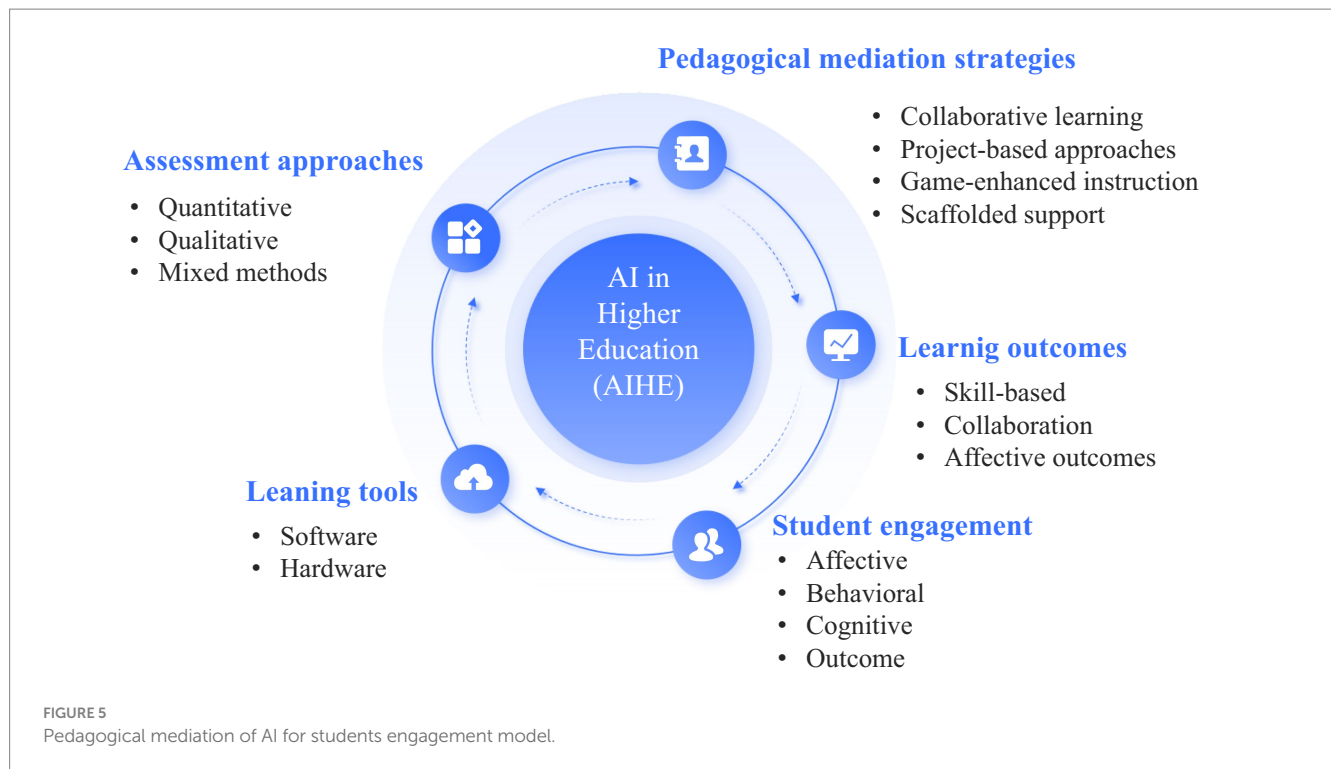 Pedagogical mediation strategies
• Collaborative learning
• Project-based approaches
• Game-enhanced instruction
• Scaffolded support
Assessment approaches
• Quantitative
• Qualitative
• Mixed methods
AI in
Higher
Education
(AIHE)
Learnig outcomes
• Skill-based
• Collaboration
• Affective outcomes
Leaning tools
• Software
• Hardware
Student engagement
• Affective
• Behavioral
• Cognitive
• Outcome
FIGURE 5
Pedagogical mediation of AI for students engagement model.